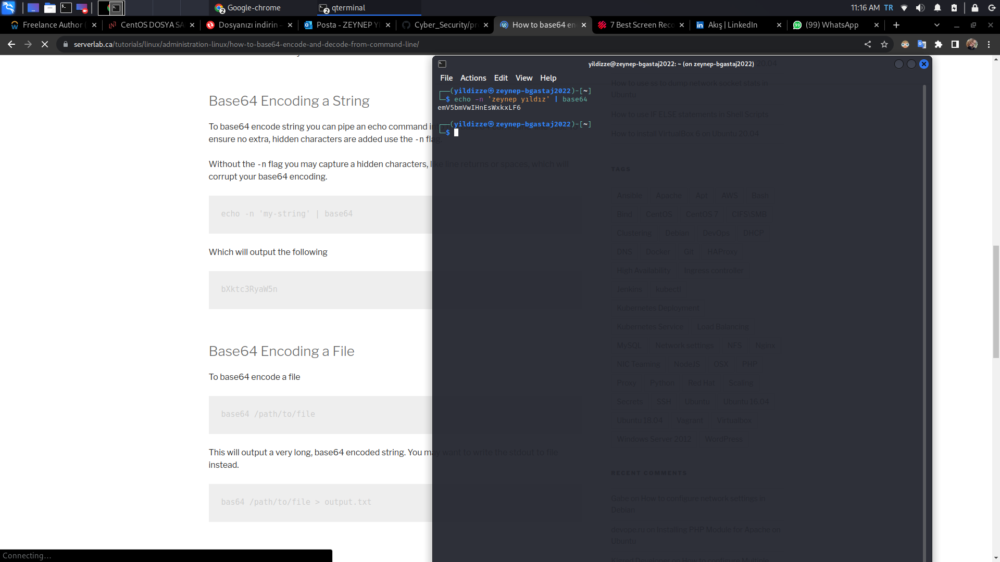 Google-chrome
qterminal
11:16 AM TR
Freelance Author
CentOS DOSYA SA
Dosyanızı indirin –
Posta - ZEYNEP YI
Cyber_Security/pr
How to base64 en
7 Best Screen Reco
Akış | LinkedIn
(99) WhatsApp
serverlab.ca/tutorials/linux/administration-linux/how-to-base64-encode-and-decode-from-command-line/
Base64 Encoding a String
To base64 encode string you can pipe an echo command in
ensure no extra, hidden characters are added use the -n flag.
Without the -n flag you may capture a hidden characters, like line returns or spaces, which will
corrupt your base64 encoding.
echo -n 'my-string' | base64
Which will output the following
bXktc3RyaW5n
Base64 Encoding a File
To base64 encode a file
base64 /path/to/file
This will output a very long, base64 encoded string. You may want to write the stdout to file
instead.
bas64 /path/to/file > output.txt
Connecting...
yildizze@zeynep-bgastaj2022: ~ (on zeynep-bgastaj2022)
20.04
File Actions Edit View Help
(yildizze㉿zeynep-bgastaj2022)-[~]
$ echo -n 'zeynep yıldız' | base64
emV5bmVwIHnEsWxkxLF6
(yildizze㉿zeynep-bgastaj2022)-[~]
$
How to use ss to dump network socket stats in
Ubuntu
How to use IF ELSE statements in Shell Scripts
How to install VirtualBox 6 on Ubuntu 20.04
TAGS
Ansible Apache Apt AWS Bash
Bind CentOS CentOS 7 CIFS\SMB
Clustering Debian DevOps DHCP
DNS Docker Git HAProxy
High Availability Ingress controller
Jenkins kubectl
Kubernetes Deployment
Kubernetes Service Load Balancing
MySQL Network settings NFS Nginx
NIC Teaming NodeJS OSX PHP
Proxy Python Red Hat Scaling
Secrets SSH Ubuntu Ubuntu 16.04
Ubuntu 18.04 Vagrant Virtualbox
Windows Server 2012 WordPress
RECENT COMMENTS
Gabe on How to configure network settings in
Debian
devope.ru on Installing PHP Module for Apache on
Ubuntu
Developer on How to configure Multiple